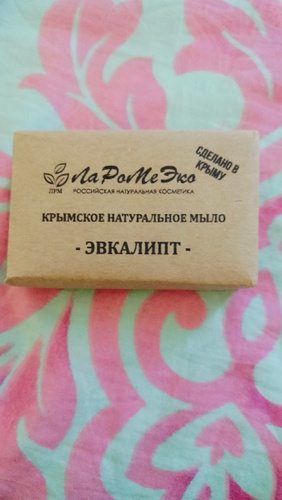 ЛаРоМеЭко
ЛРМ
РОССИЙСКАЯ НАТУРАЛЬНАЯ КОСМЕТИКА
СДЕЛАНО В
КРЫМУ
КРЫМСКОЕ НАТУРАЛЬНОЕ МЫЛО
- ЭВКАЛИПТ -